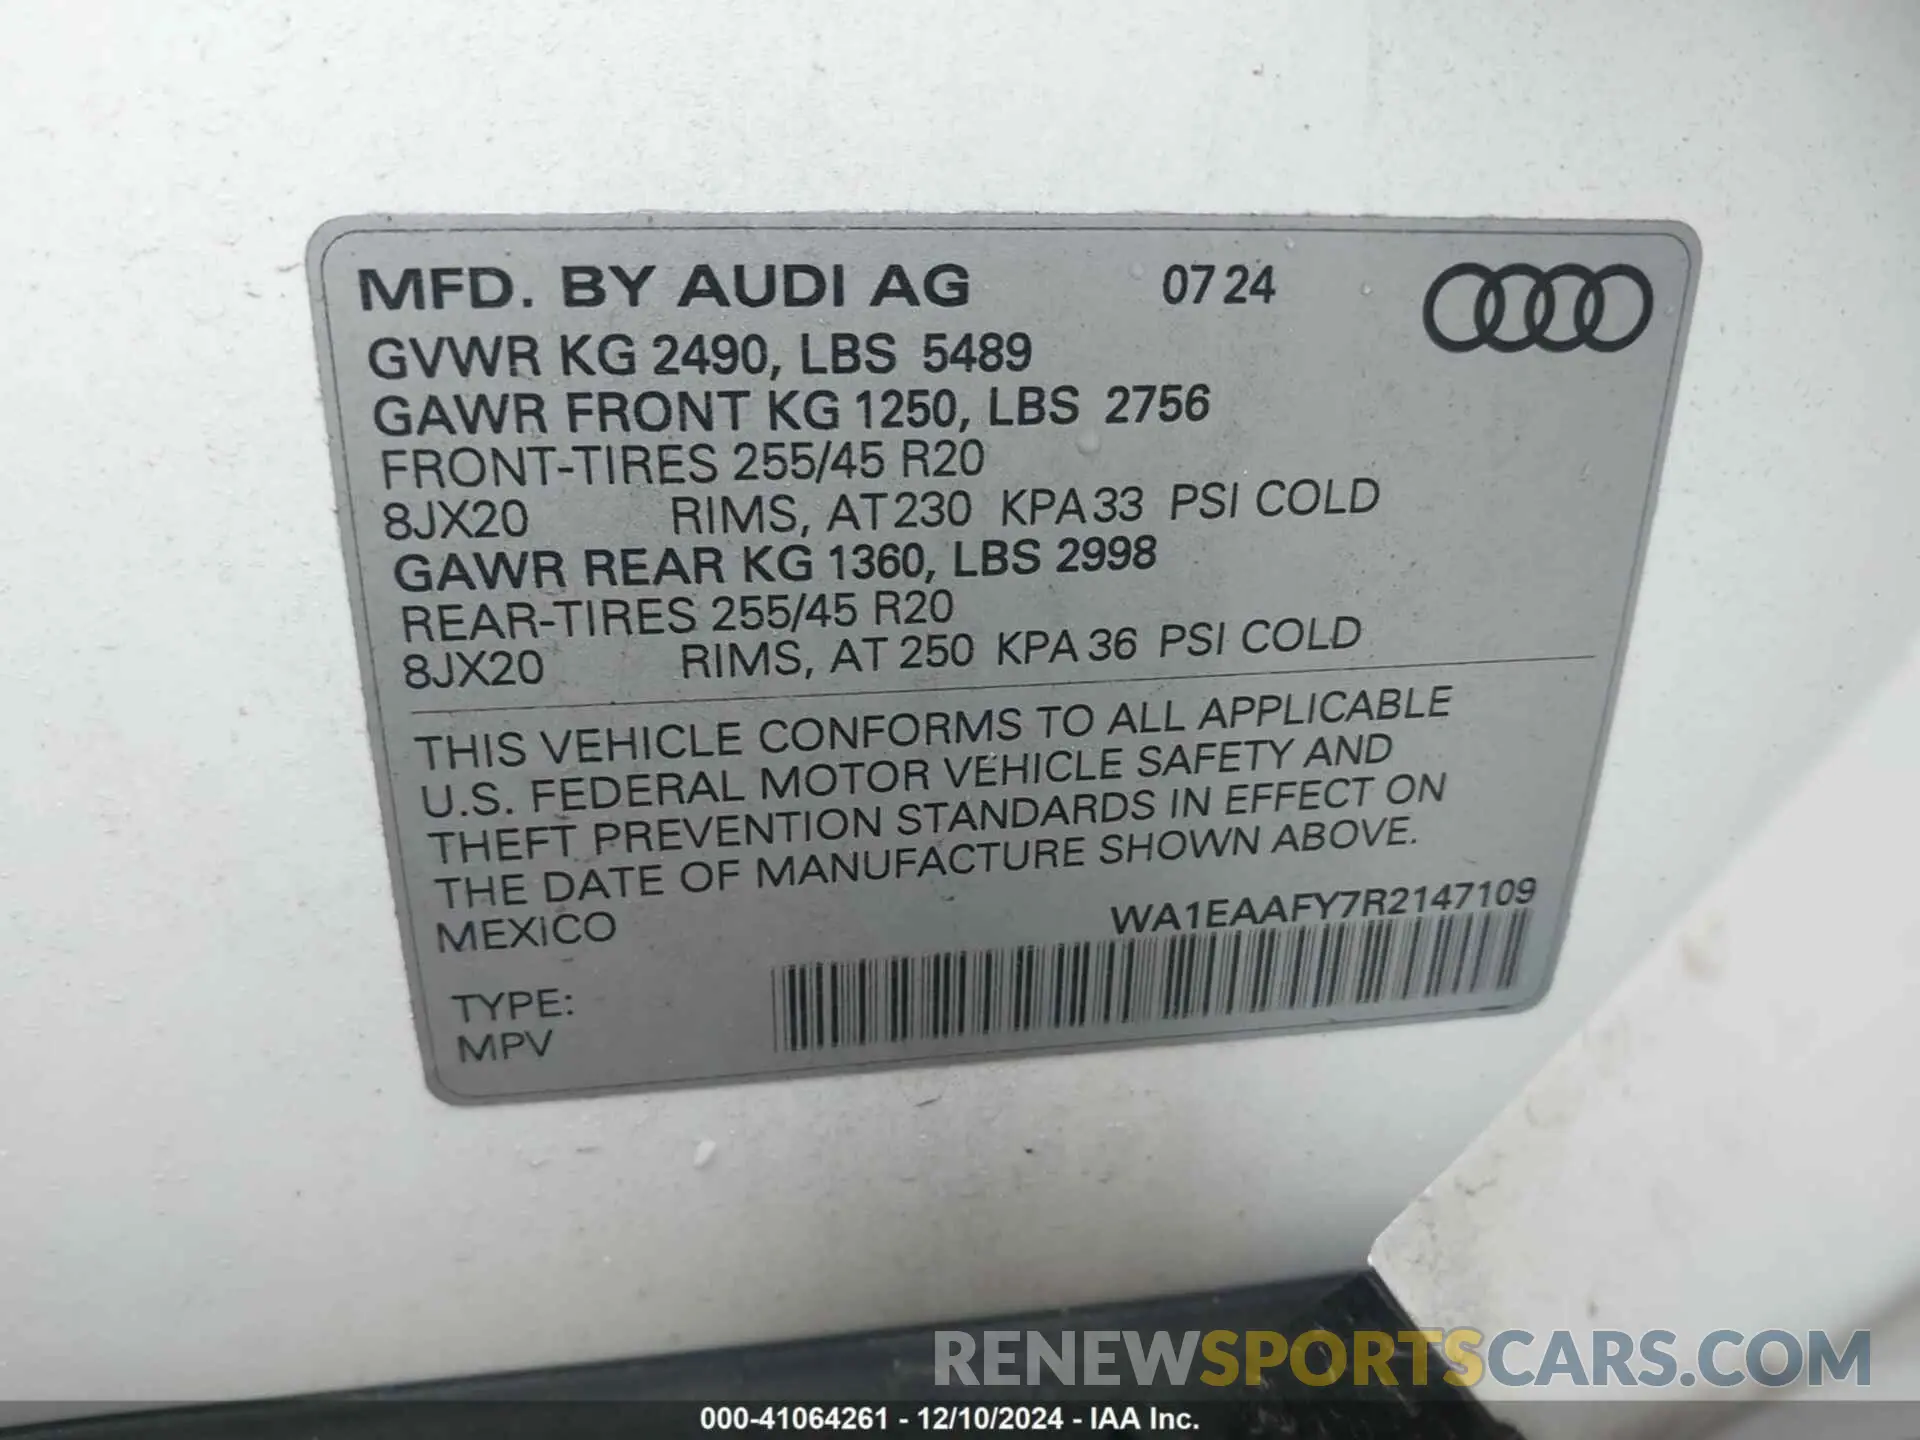 MFD. BY AUDI AG 07 24
GVWR KG 2490, LBS 5489
GAWR FRONT KG 1250, LBS 2756
FRONT-TIRES 255/45 R20
8JX20 RIMS, AT 230 KPA 33 PSI COLD
GAWR REAR KG 1360, LBS 2998
REAR-TIRES 255/45 R20
8JX20 RIMS, AT 250 KPA 36 PSI COLD
THIS VEHICLE CONFORMS TO ALL APPLICABLE
U.S. FEDERAL MOTOR VEHICLE SAFETY AND
THEFT PREVENTION STANDARDS IN EFFECT ON
THE DATE OF MANUFACTURE SHOWN ABOVE.
MEXICO WA1EAAFY7R2147109
TYPE:
MPV
RENEWSPORTSCARS.COM
000-41064261 - 12/10/2024 - IAA Inc.